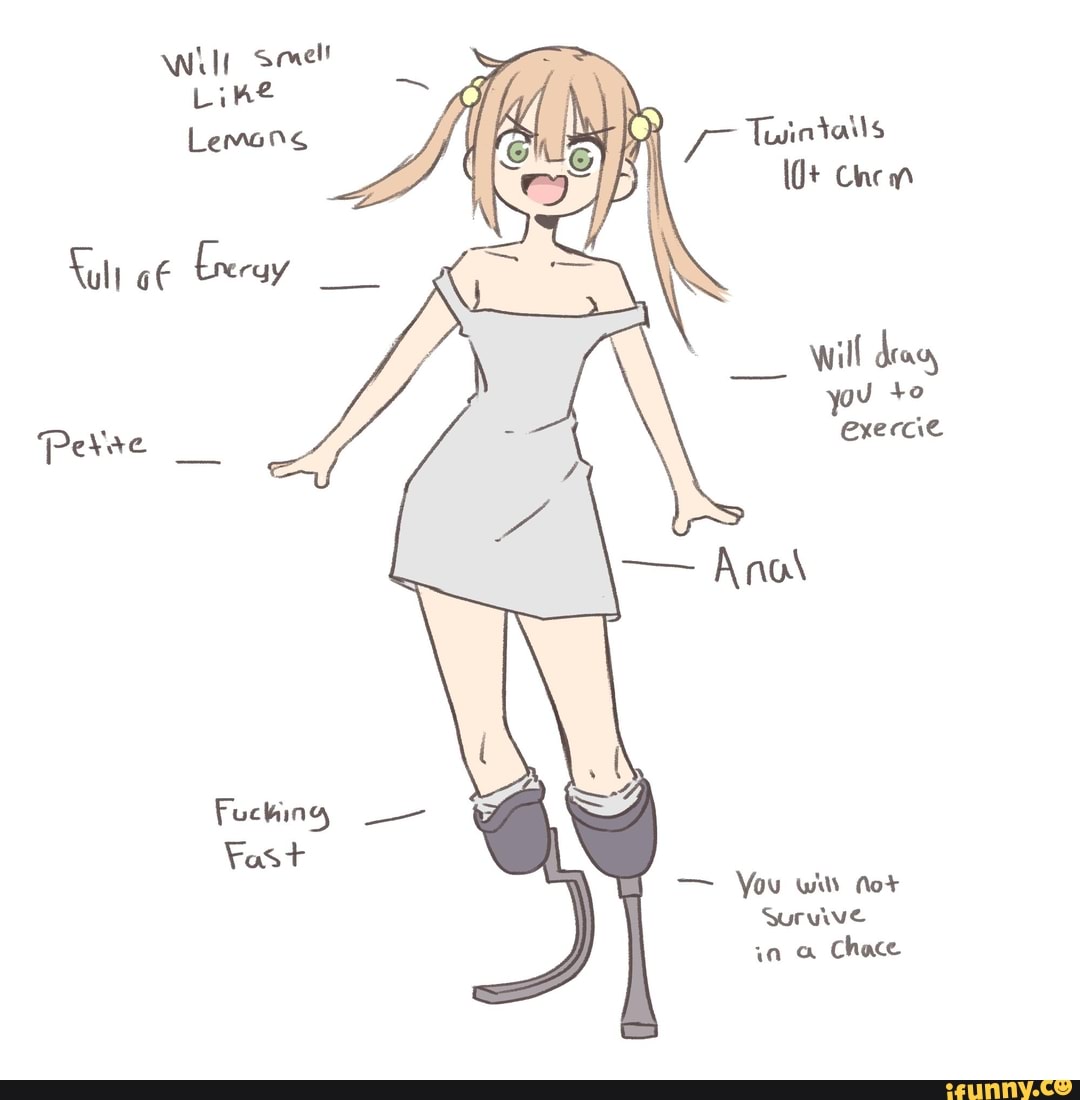 Will Smell
Like
Lemons
Twintails
10+ Chrm
Full of Energy
Will drag
you to
exercie
Petite
Anal
Fucking
Fast
You will not
Survive
in a Chace
ifunny.co